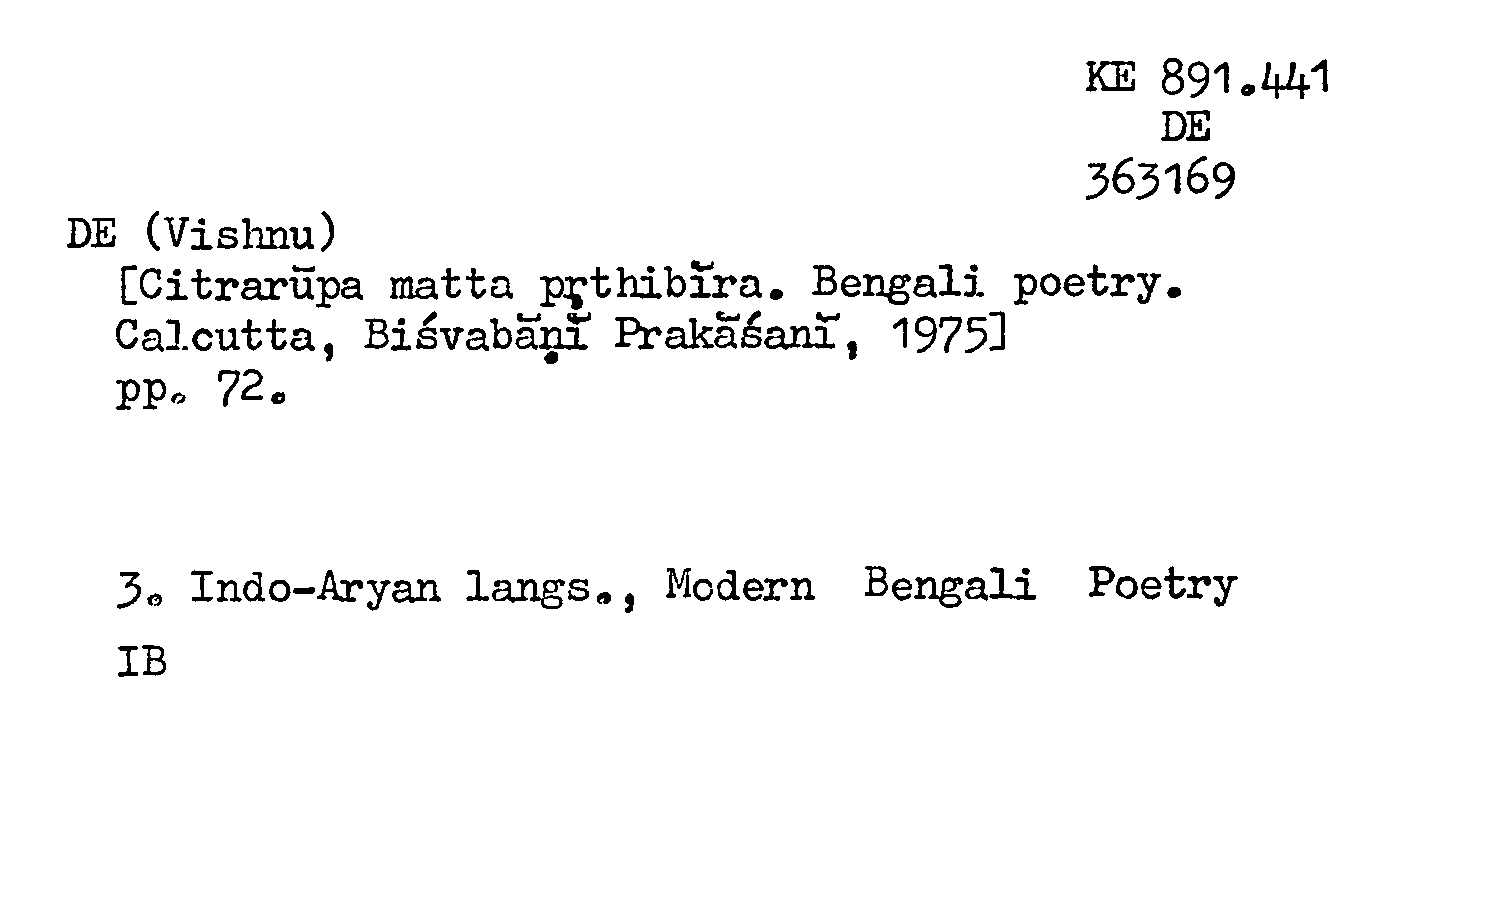 KE 891.441
DE
363169
DE (Vishnu)
[Citrarūpa matta pṛthibīra. Bengali poetry.
Calcutta, Biśvabāṇī Prakāśanī, 1975]
pp. 72.
3. Indo-Aryan langs., Modern Bengali Poetry
IB